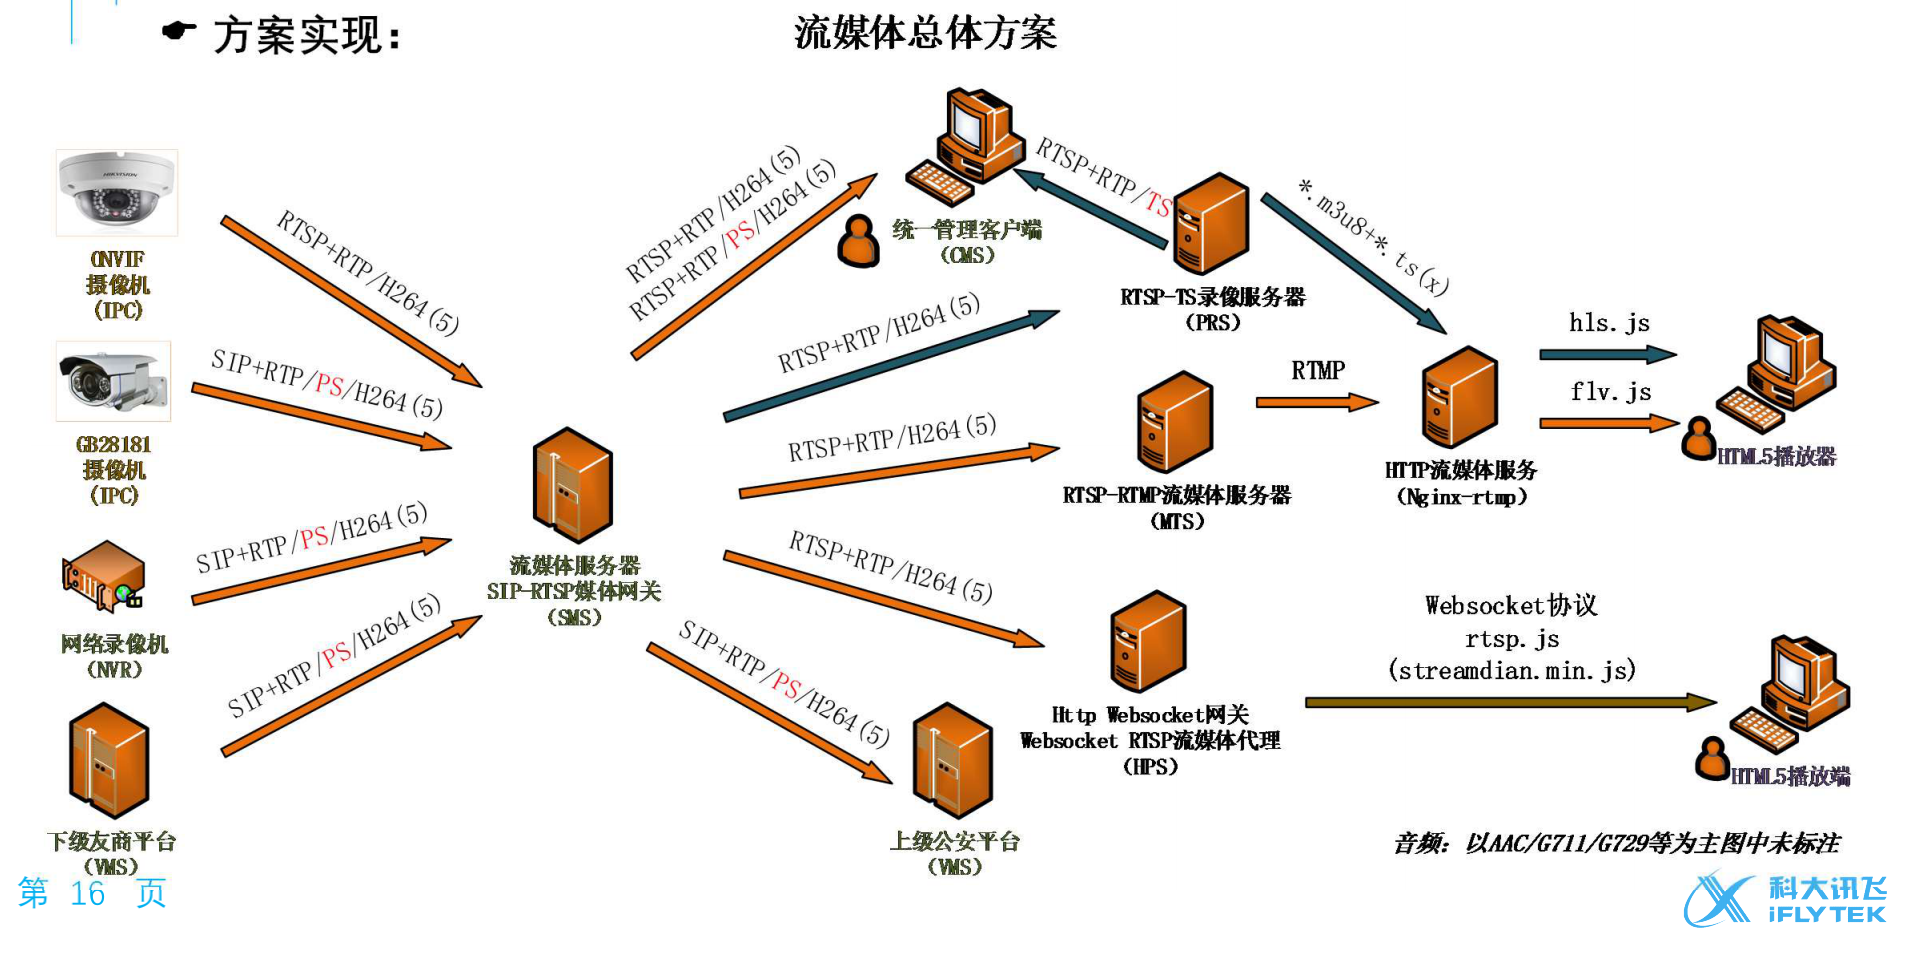 方案实现：
流媒体总体方案
HIKVISION
ONVIF
摄像机
(IPC)
RTSP+RTP/H264(5)
GB28181
摄像机
(IPC)
SIP+RTP/PS/H264(5)
网络录像机
(NVR)
SIP+RTP/PS/H264(5)
下级友商平台
(VMS)
SIP+RTP/PS/H264(5)
流媒体服务器
SIP-RTSP媒体网关
(SMS)
RTSP+RTP/H264(5)
RTSP+RTP/PS/H264(5)
统一管理客户端
(CMS)
RTSP+RTP/TS
RTSP+RTP/H264(5)
RTSP-TS录像服务器
(PRS)
*.m3u8+*.ts(x)
RTSP+RTP/H264(5)
RTSP-RTMP流媒体服务器
(MTS)
RTMP
HTTP流媒体服务
(Nginx-rtmp)
hls.js
flv.js
HTML5播放器
RTSP+RTP/H264(5)
Http Websocket网关
Websocket RTSP流媒体代理
(HPS)
Websocket协议
rtsp.js
(streamdian.min.js)
HTML5播放端
SIP+RTP/PS/H264(5)
上级公安平台
(VMS)
音频：以AAC/G711/G729等为主图中未标注
第 16 页
科大讯飞
iFLYTEK